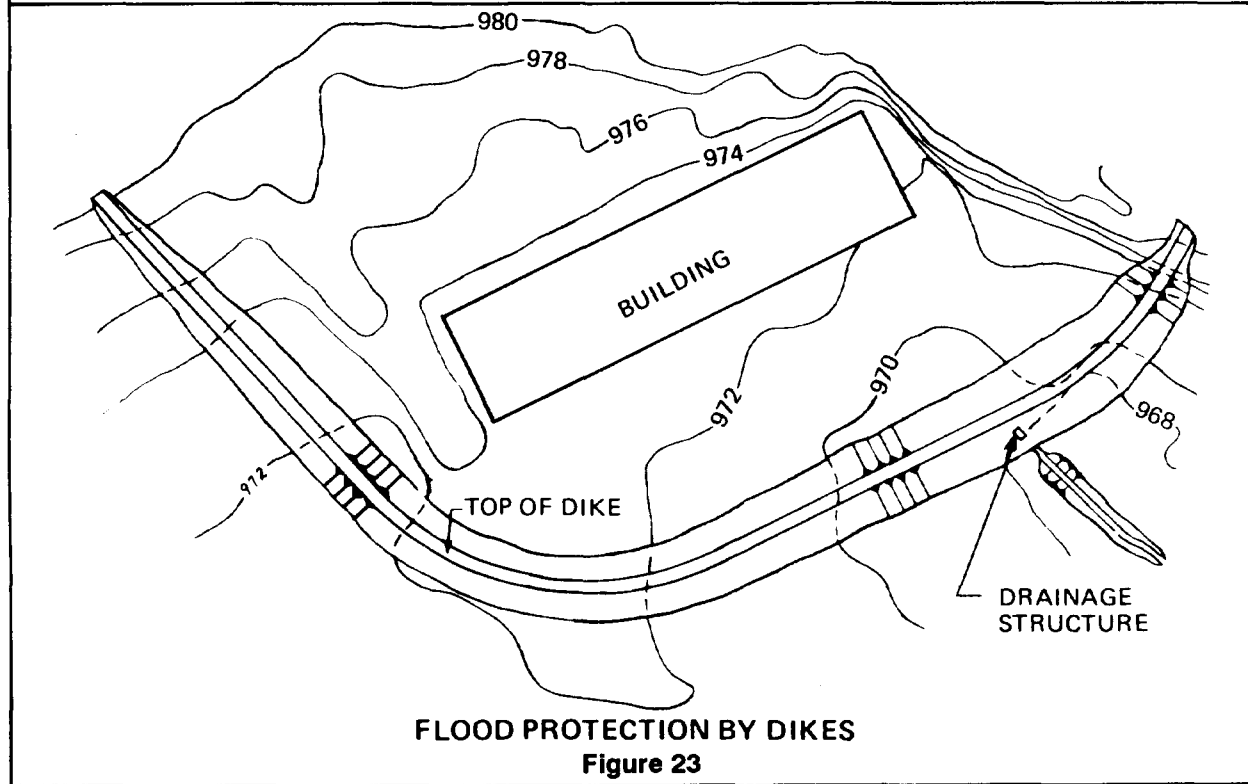 980
978
976
974
BUILDING
972
970
968
972
TOP OF DIKE
DRAINAGE
STRUCTURE
FLOOD PROTECTION BY DIKES
Figure 23